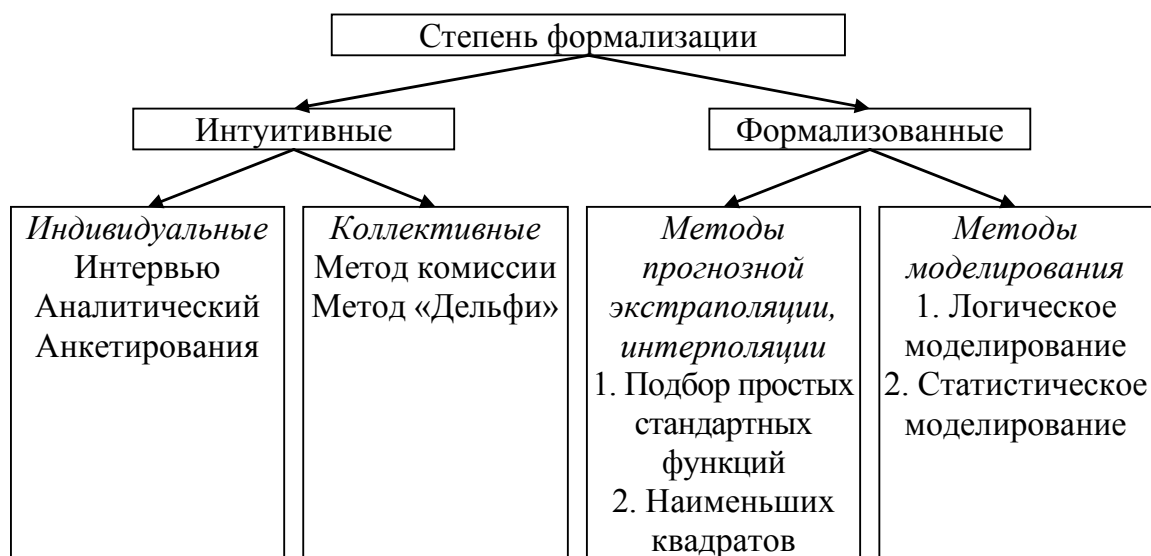 Степень формализации
Интуитивные
Формализованные
Индивидуальные
Интервью
Аналитический
Анкетирования
Коллективные
Метод комиссии
Метод «Дельфи»
Методы
прогнозной
экстраполяции,
интерполяции
1. Подбор простых
стандартных
функций
2. Наименьших
квадратов
Методы
моделирования
1. Логическое
моделирование
2. Статистическое
моделирование